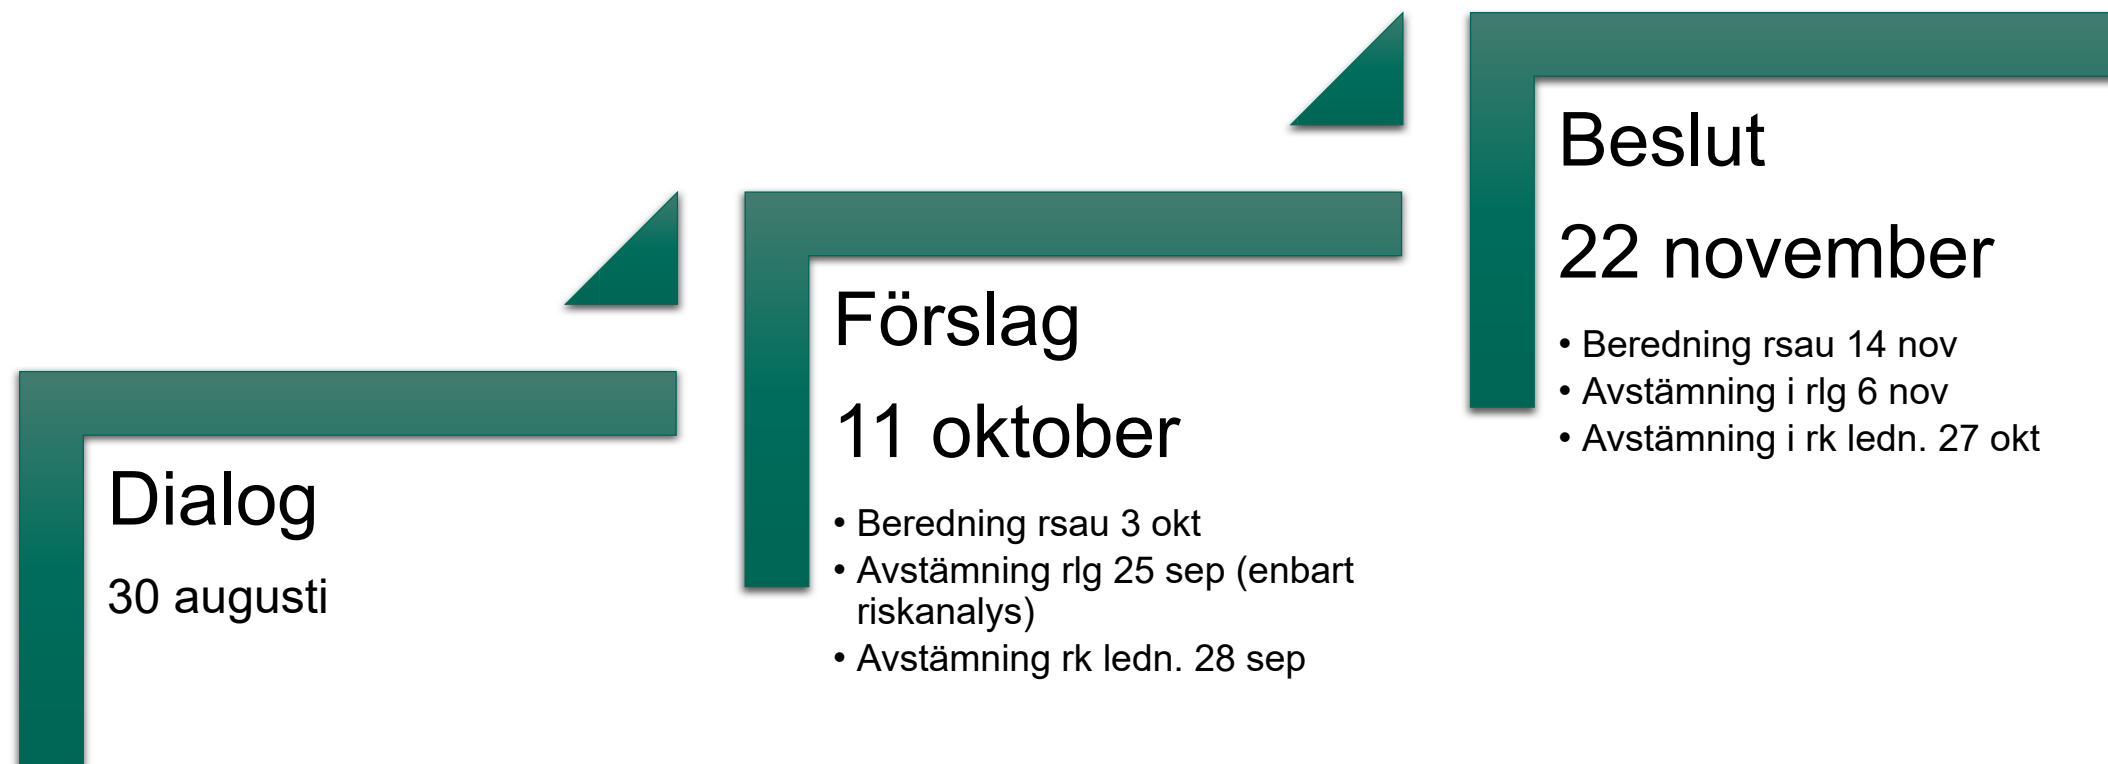 Dialog
30 augusti
Förslag
11 oktober
• Beredning rsau 3 okt
• Avstämning rlg 25 sep (enbart
riskanalys)
• Avstämning rk ledn. 28 sep
Beslut
22 november
• Beredning rsau 14 nov
• Avstämning i rlg 6 nov
• Avstämning i rk ledn. 27 okt